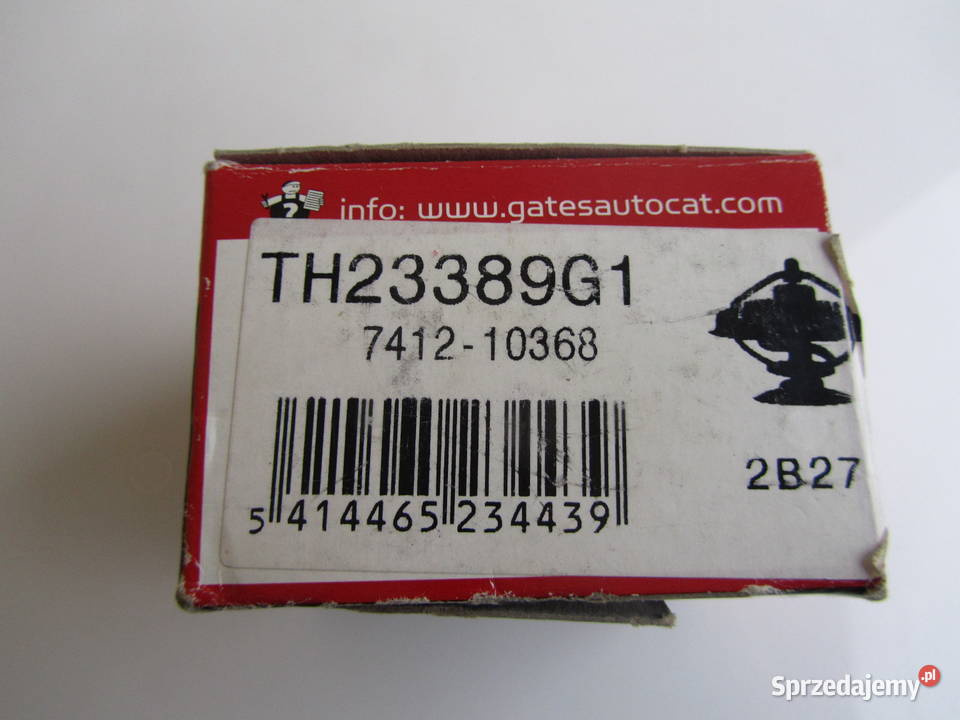 info: www.gatesautocat.com
TH23389G1
7412-10368
2B27
5 414465 234439
Sprzedajemy.pl